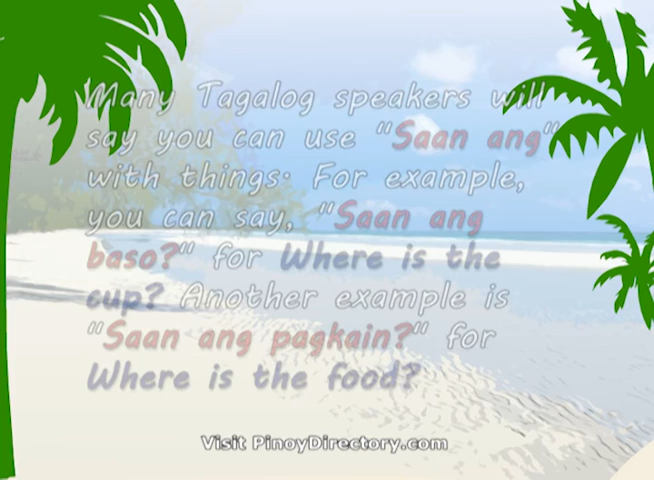 Many Tagalog speakers will
say you can use "Saan ang"
with things. For example,
you can say, "Saan ang
baso?" for Where is the
cup? Another example is
"Saan ang pagkain?" for
Where is the food?
Visit PinoyDirectory.com